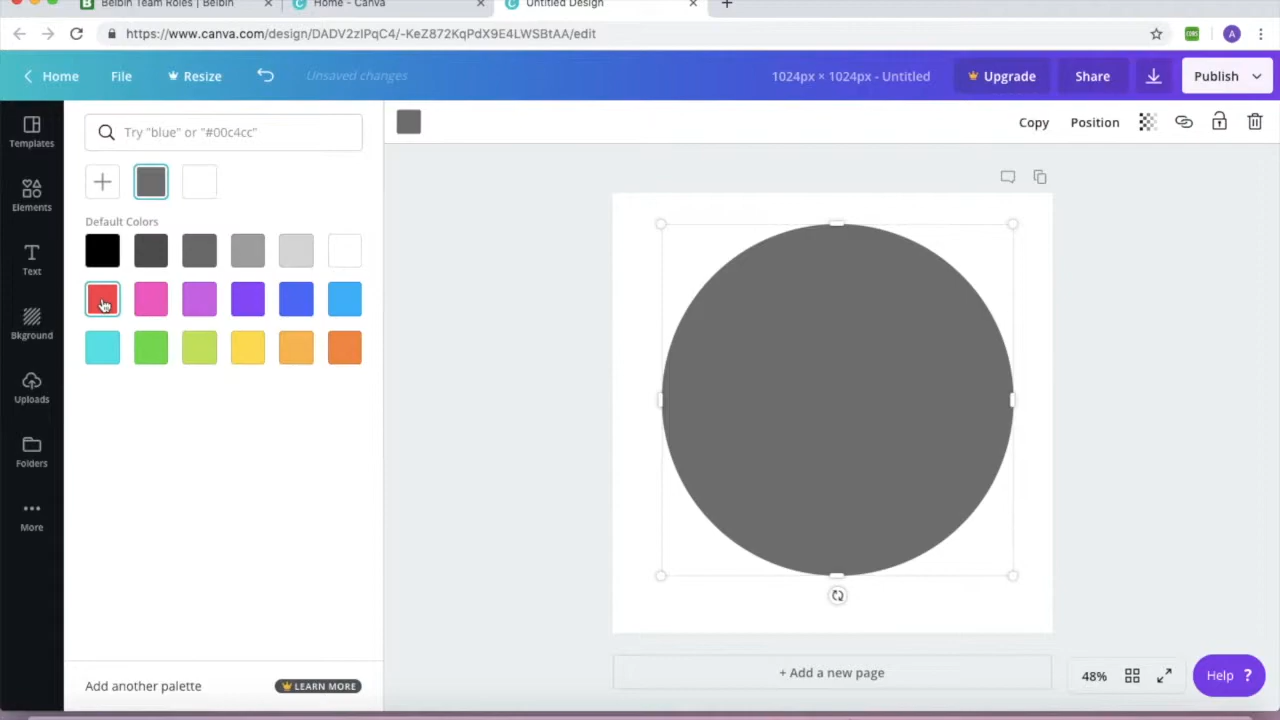 Belbin Team Roles | Belbin
Home - Canva
Untitled Design
https://www.canva.com/design/DADV2zIPqC4/-KeZ872KqPdX9E4LWSBtAA/edit
CORS
A
Home
File
Resize
Unsaved changes
1024px × 1024px - Untitled
Upgrade
Share
Publish
Templates
Elements
Text
Bkground
Uploads
Folders
More
Try "blue" or "#00c4cc"
Default Colors
Add another palette
LEARN MORE
Copy
Position
+ Add a new page
48%
Help ?